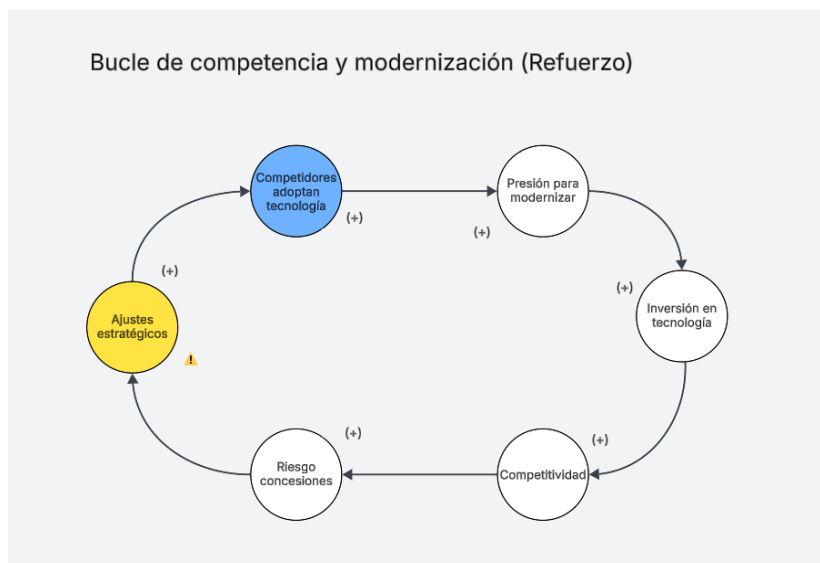 Bucle de competencia y modernización (Refuerzo)
Competidores
adoptan
tecnología
(+)
Presión para
modernizar
(+)
Inversión en
tecnología
(+)
Competitividad
(+)
Riesgo
concesiones
(+)
Ajustes
estratégicos
(+)